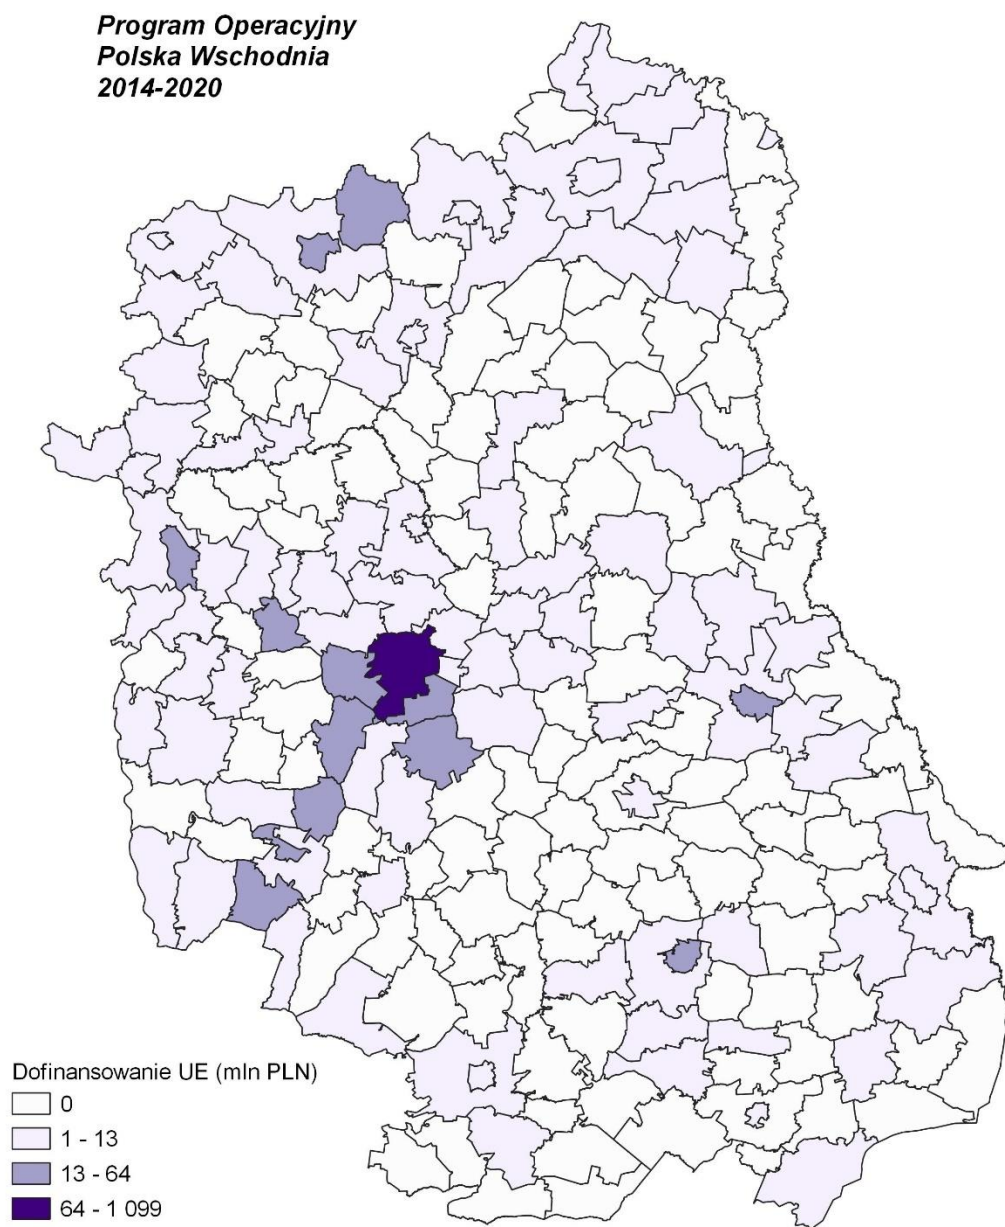 Program Operacyjny
Polska Wschodnia
2014-2020
Dofinansowanie UE (mln PLN)
0
1 - 13
13 - 64
64 - 1 099